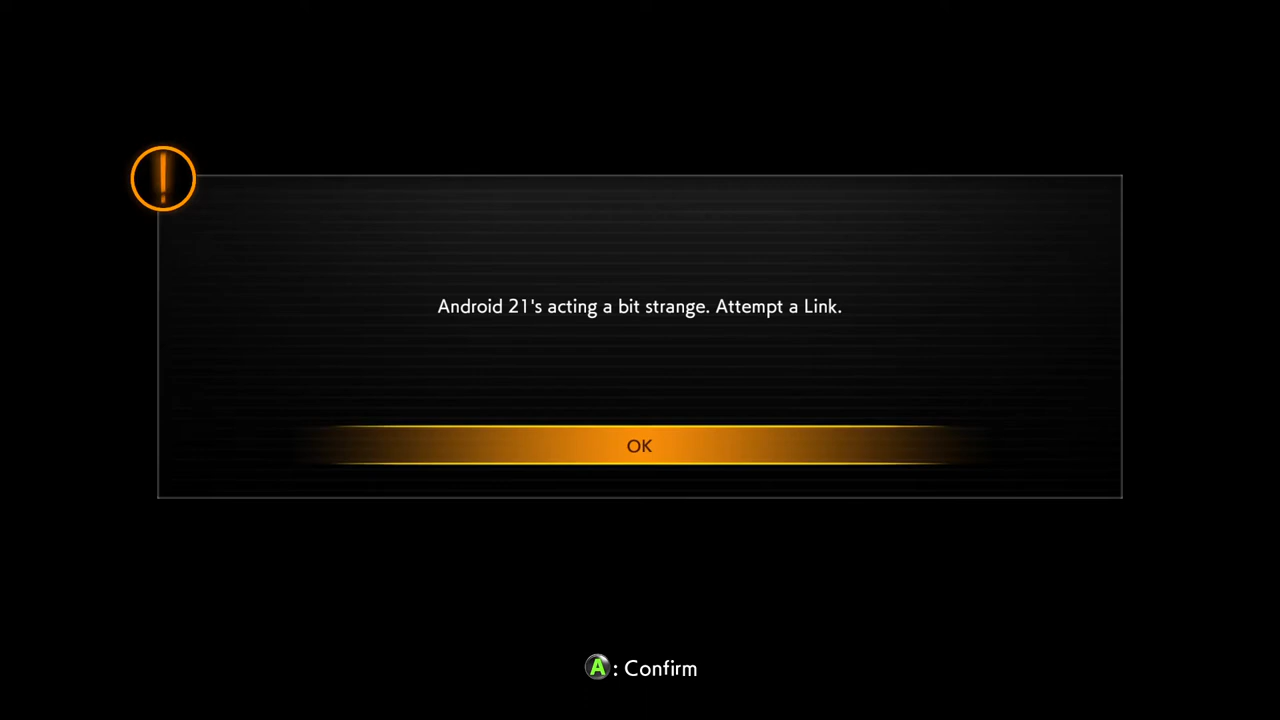 !
Android 21's acting a bit strange. Attempt a Link.
OK
A: Confirm